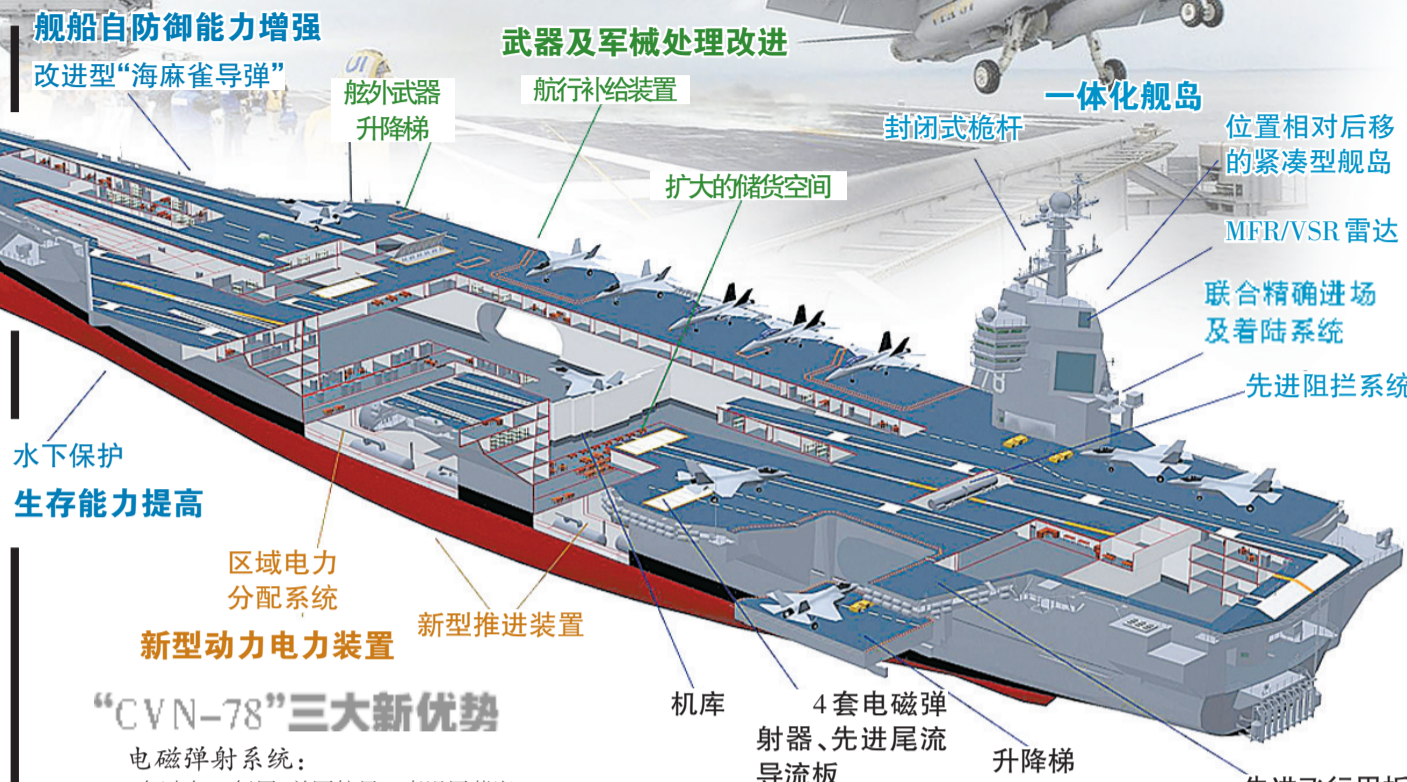 舰船自防御能力增强
改进型“海麻雀导弹”
舷外武器
升降梯
武器及军械处理改进
航行补给装置
扩大的储货空间
一体化舰岛
封闭式桅杆
位置相对后移
的紧凑型舰岛
MFR/VSR雷达
联合精确进场
及着陆系统
先进阻拦系统
水下保护
生存能力提高
区域电力
分配系统
新型动力电力装置
新型推进装置
机库
4套电磁弹
射器、先进尾流
导流板
升降梯
“CVN-78”三大新优势
电磁弹射系统：